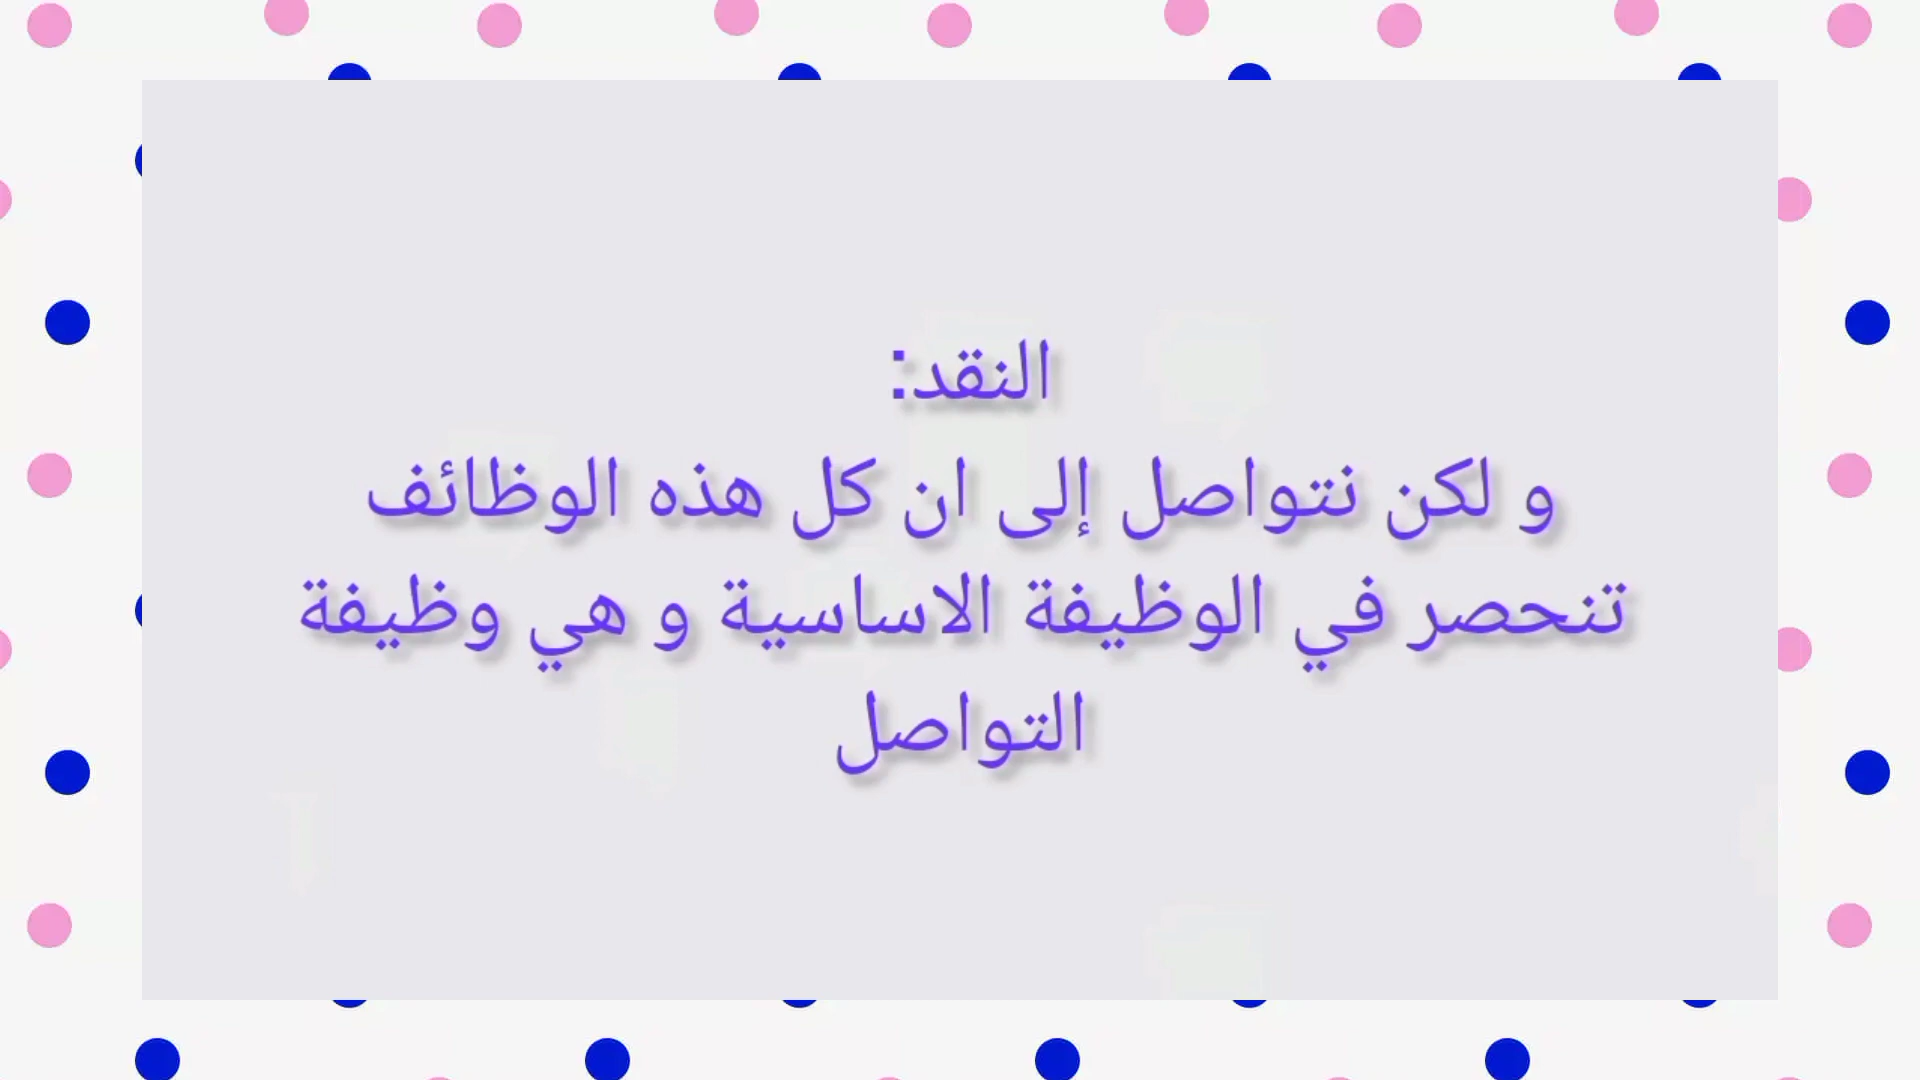 النقد:
و لكن نتواصل إلى ان كل هذه الوظائف
تنحصر في الوظيفة الاساسية و هي وظيفة
التواصل